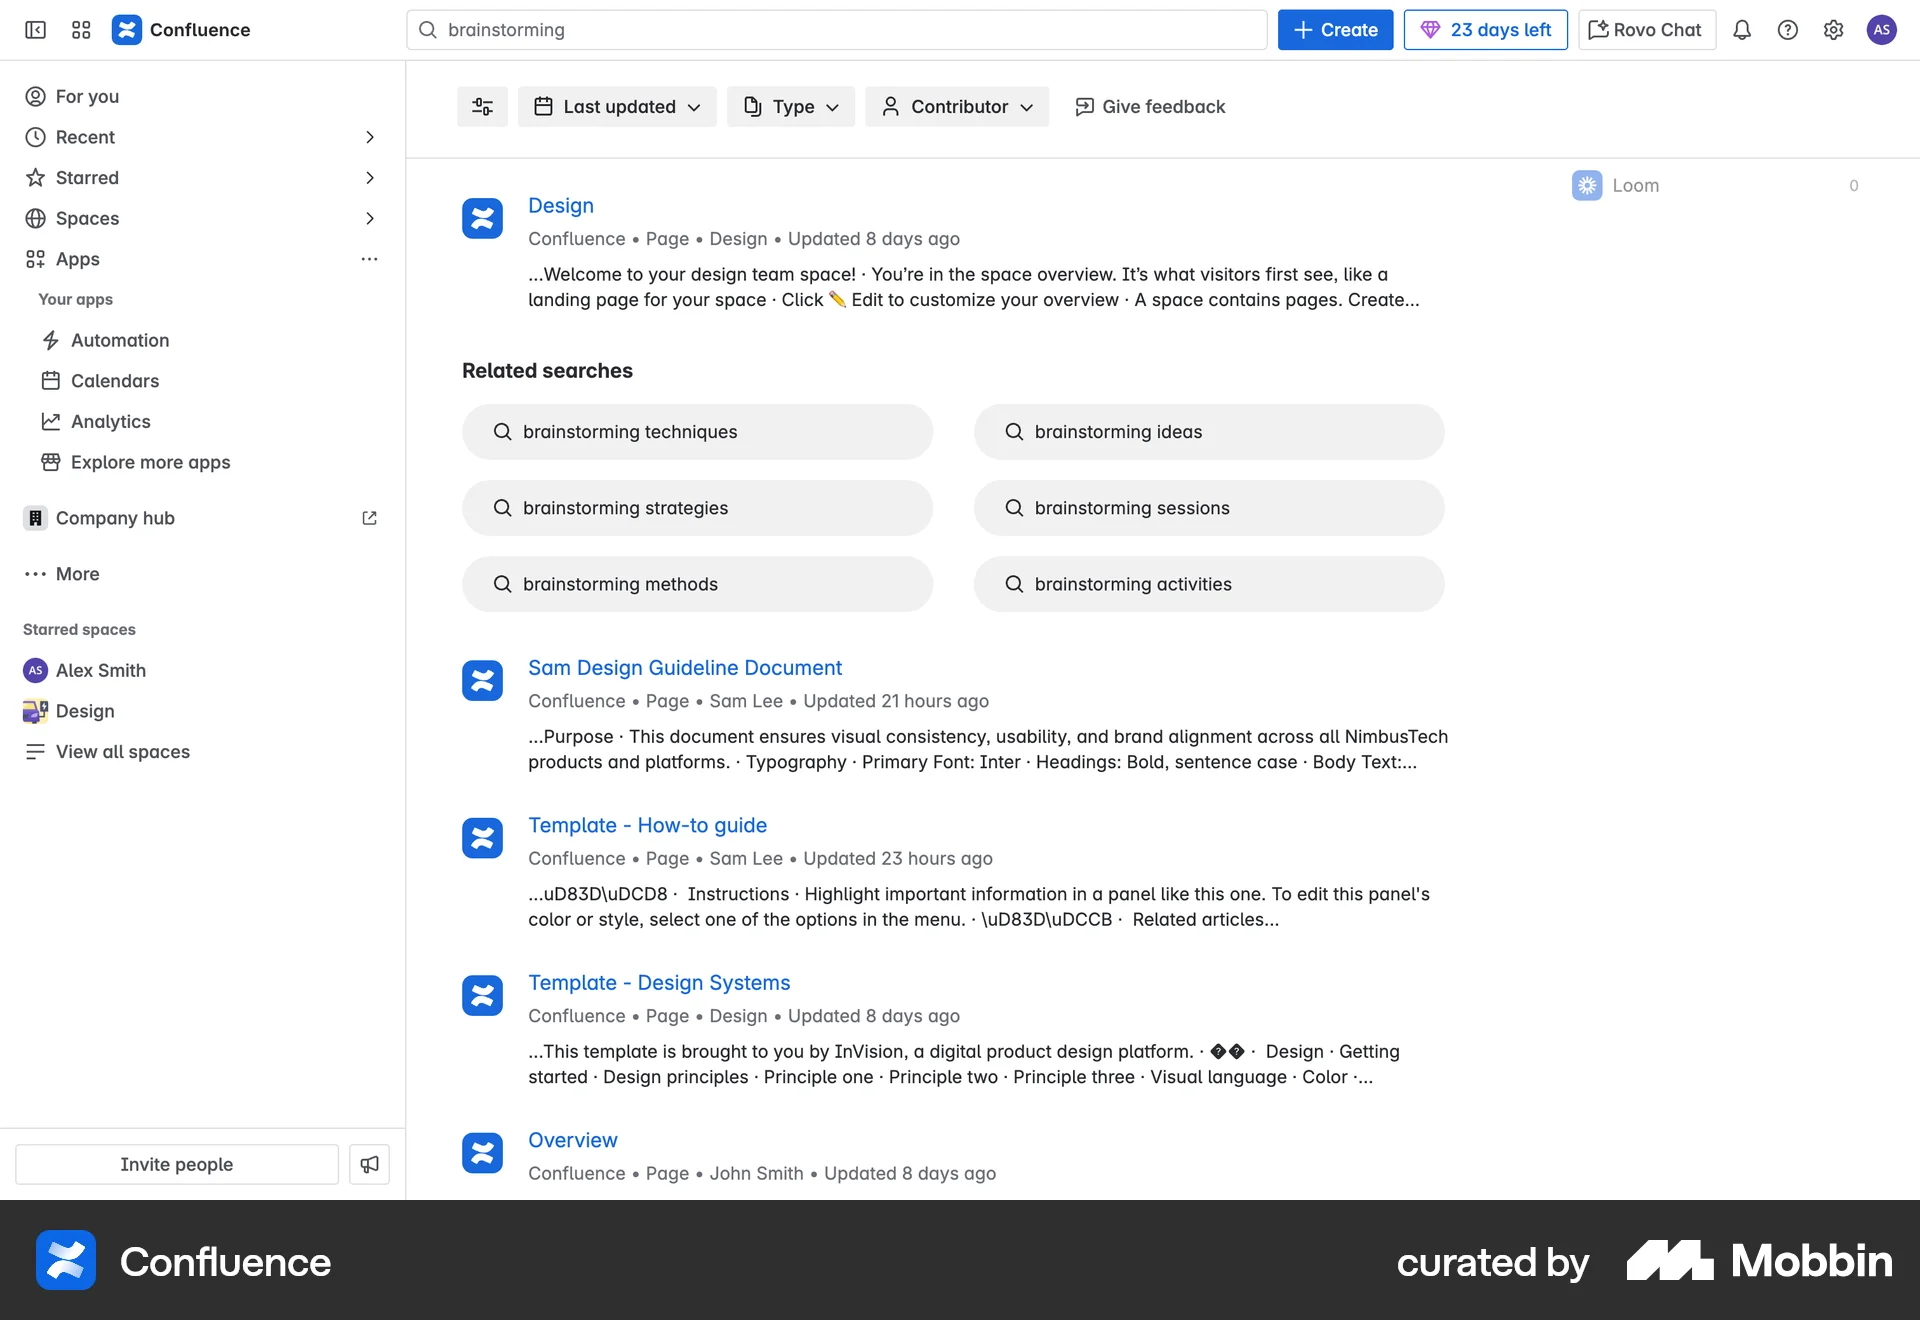 Confluence
brainstorming
Create
23 days left
Rovo Chat
AS
For you
Recent
Starred
Spaces
Apps
Your apps
Automation
Calendars
Analytics
Explore more apps
Company hub
More
Starred spaces
AS Alex Smith
Design
View all spaces
Invite people
Last updated
Type
Contributor
Give feedback
Loom 0
Design
Confluence • Page • Design • Updated 8 days ago
...Welcome to your design team space! · You’re in the space overview. It’s what visitors first see, like a
landing page for your space · Click ✏️ Edit to customize your overview · A space contains pages. Create...
Related searches
brainstorming techniques
brainstorming ideas
brainstorming strategies
brainstorming sessions
brainstorming methods
brainstorming activities
Sam Design Guideline Document
Confluence • Page • Sam Lee • Updated 21 hours ago
...Purpose · This document ensures visual consistency, usability, and brand alignment across all NimbusTech
products and platforms. · Typography · Primary Font: Inter · Headings: Bold, sentence case · Body Text:...
Template - How-to guide
Confluence • Page • Sam Lee • Updated 23 hours ago
...uD83D\uDCD8 · Instructions · Highlight important information in a panel like this one. To edit this panel's
color or style, select one of the options in the menu. · \uD83D\uDCCB · Related articles...
Template - Design Systems
Confluence • Page • Design • Updated 8 days ago
...This template is brought to you by InVision, a digital product design platform. · �� · Design · Getting
started · Design principles · Principle one · Principle two · Principle three · Visual language · Color ·...
Overview
Confluence • Page • John Smith • Updated 8 days ago
Confluence
curated by Mobbin